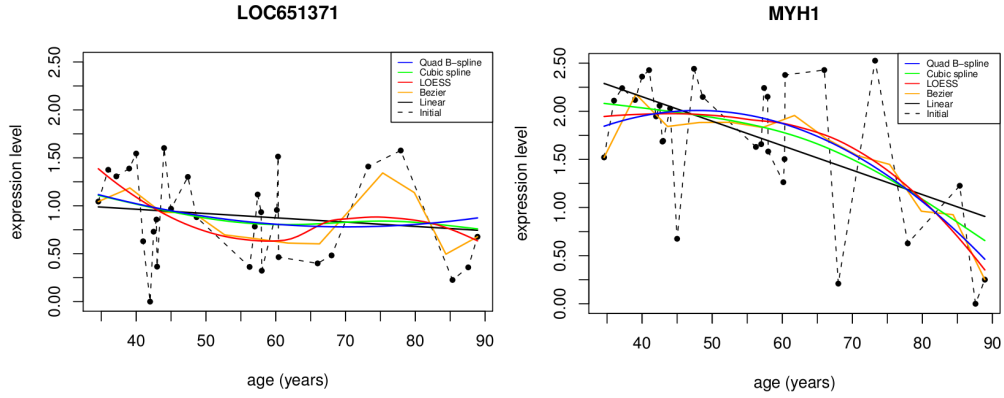 LOC651371
expression level
0.00 0.50 1.00 1.50 2.00 2.50
Quad B−spline
Cubic spline
LOESS
Bezier
Linear
Initial
40 50 60 70 80 90
age (years)
MYH1
expression level
0.00 0.50 1.00 1.50 2.00 2.50
Quad B−spline
Cubic spline
LOESS
Bezier
Linear
Initial
40 50 60 70 80 90
age (years)